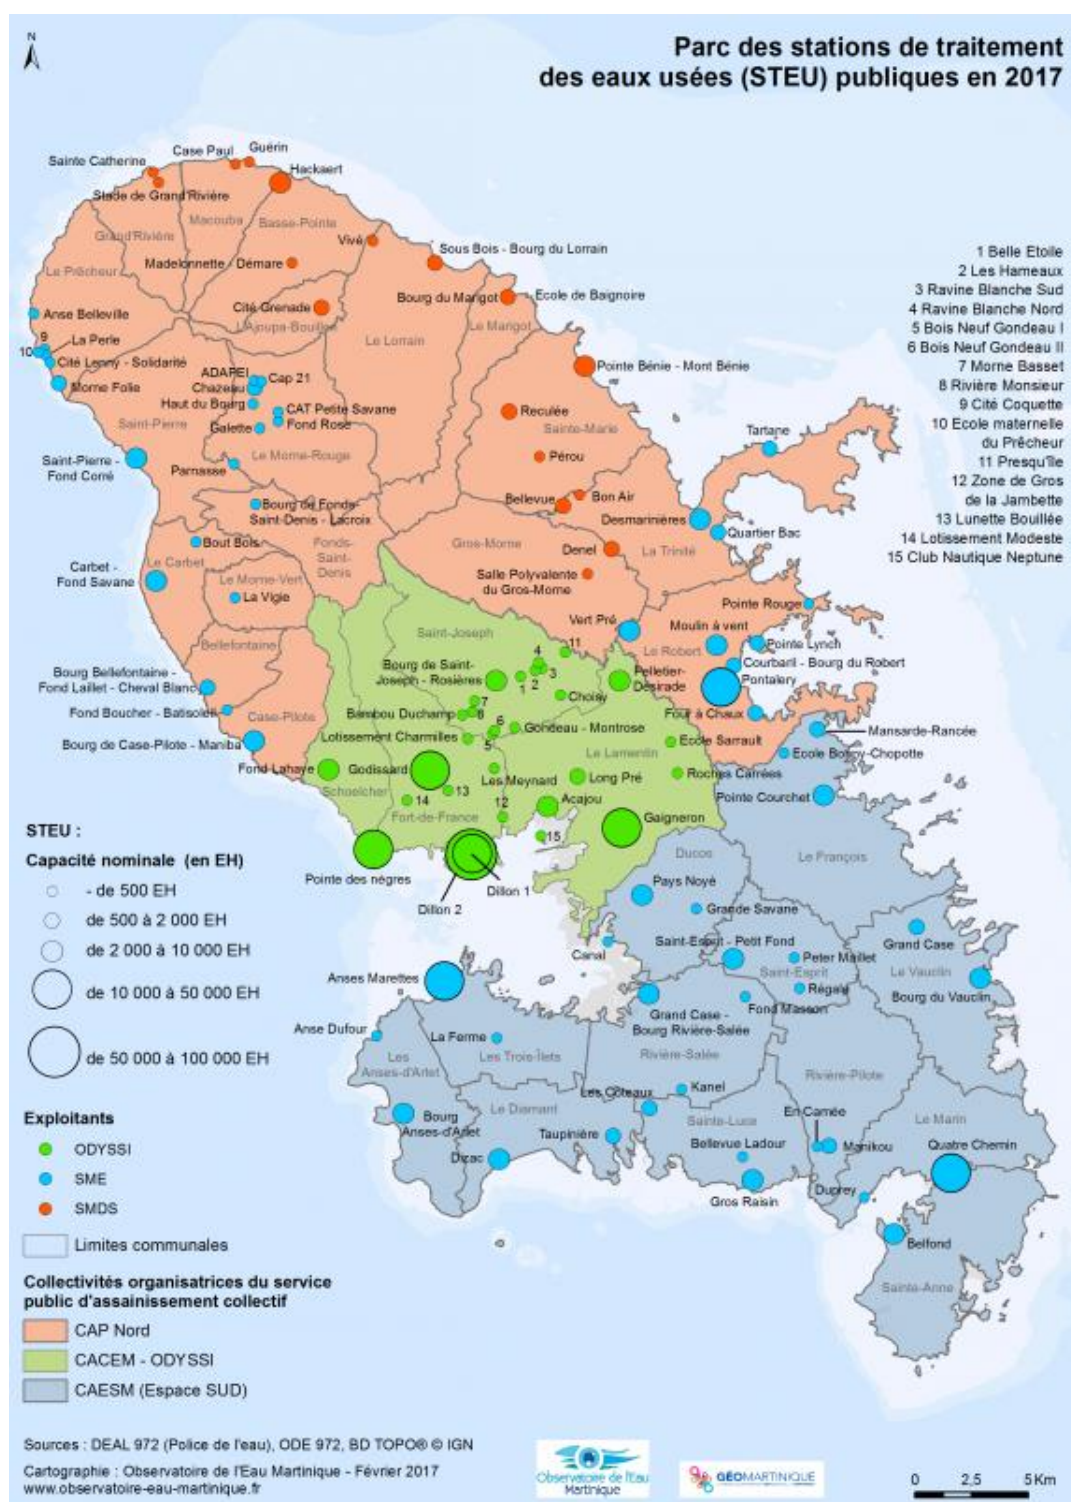 N
Parc des stations de traitement
des eaux usées (STEU) publiques en 2017
Sainte Catherine
Case Paul
Guérin
Hackaert
Stade de Grand'Rivière
Macouba
Basse-Pointe
Grand'Rivière
Vivé
Sous Bois - Bourg du Lorrain
Le Prêcheur
Madelonnette - Démare
Bourg du Marigot
Ecole de Baignoire
Cité Grenade
L'Ajoupa-Bouillon
Le Marigot
Le Lorrain
Anse Belleville
9
La Perle
10
Cité Lenny - Solidarité
Morne Folie
ADAPEI
Cap 21
Chazeau
Haut du Bourg
CAT Petite Savane
Fond Rose
Galette
Saint-Pierre
Le Morne-Rouge
Pointe Bénie - Mont Bénie
Reculée
Sainte-Marie
Tartane
Saint-Pierre -
Fond Corré
Parnasse
Pérou
Bellevue
Bon Air
Desmarinières
Quartier Bac
Bourg de Fonds-
Saint-Denis - Lacroix
Bout Bois
Fonds-
Saint-
Denis
Gros-Morne
Denel
La Trinité
Carbet -
Fond Savane
Le Carbet
Le Morne-Vert
La Vigie
Salle Polyvalente
du Gros-Morne
Pointe Rouge
Vert Pré
Moulin à vent
Pointe Lynch
Le Robert
Courbaril - Bourg du Robert
Pontalery
Bellefontaine
Saint-Joseph
11
4
3
1
2
Bourg de Saint-
Joseph - Rosières
Pelletier-
Désirade
Choisy
Bourg Bellefontaine -
Fond Laillet - Cheval Blanc
Fond Boucher - Batisolell
Case-Pilote
Bourg de Case-Pilote - Maniba
7
Bambou Duchamp
8
6
Gondeau - Montrose
Lotissement Charmilles
5
Four à Chaux
Ecole Sarrault
Le Lamentin
Mansarde-Rancée
Ecole Bonny-Chopotte
Fond Lahaye
Godissard
Les Meynard
Long Pré
Roches Carrées
Schoelcher
14
13
12
Acajou
Pointe Courchet
Fort-de-France
15
Gaigneron
Pointe des nègres
Dillon 1
Dillon 2
Ducos
Le François
Pays Noyé
Grande Savane
Grand Case
Canal
Saint-Esprit - Petit Fond
Peter Maillet
Saint-Esprit
Régale
Le Vauclin
Bourg du Vauclin
Anses Marettes
Grand Case -
Bourg Rivière-Salée
Fond Masson
Anse Dufour
La Ferme
Les
Anses-d'Arlet
Les Trois-Îlets
Rivière-Salée
Rivière-Pilote
Kanel
Les Côteaux
Bourg
Anses-d'Arlet
Le Diamant
Taupinière
Sainte-Luce
En Camée
Manikou
Le Marin
Quatre Chemin
Bellevue Ladour
Dizac
Gros Raisin
Duprey
Belfond
Sainte-Anne
1 Belle Etoile
2 Les Hameaux
3 Ravine Blanche Sud
4 Ravine Blanche Nord
5 Bois Neuf Gondeau I
6 Bois Neuf Gondeau II
7 Morne Basset
8 Rivière Monsieur
9 Cité Coquette
10 Ecole maternelle
du Prêcheur
11 Presqu'île
12 Zone de Gros
de la Jambette
13 Lunette Bouillée
14 Lotissement Modeste
15 Club Nautique Neptune
STEU :
Capacité nominale (en EH)
- de 500 EH
de 500 à 2 000 EH
de 2 000 à 10 000 EH
de 10 000 à 50 000 EH
de 50 000 à 100 000 EH
Exploitants
ODYSSI
SME
SMDS
Limites communales
Collectivités organisatrices du service
public d'assainissement collectif
CAP Nord
CACEM - ODYSSI
CAESM (Espace SUD)
Sources : DEAL 972 (Police de l'eau), ODE 972, BD TOPO® © IGN
Cartographie : Observatoire de l'Eau Martinique - Février 2017
www.observatoire-eau-martinique.fr
Observatoire de l'Eau
Martinique
GÉOMARTINIQUE
0 2,5 5 Km